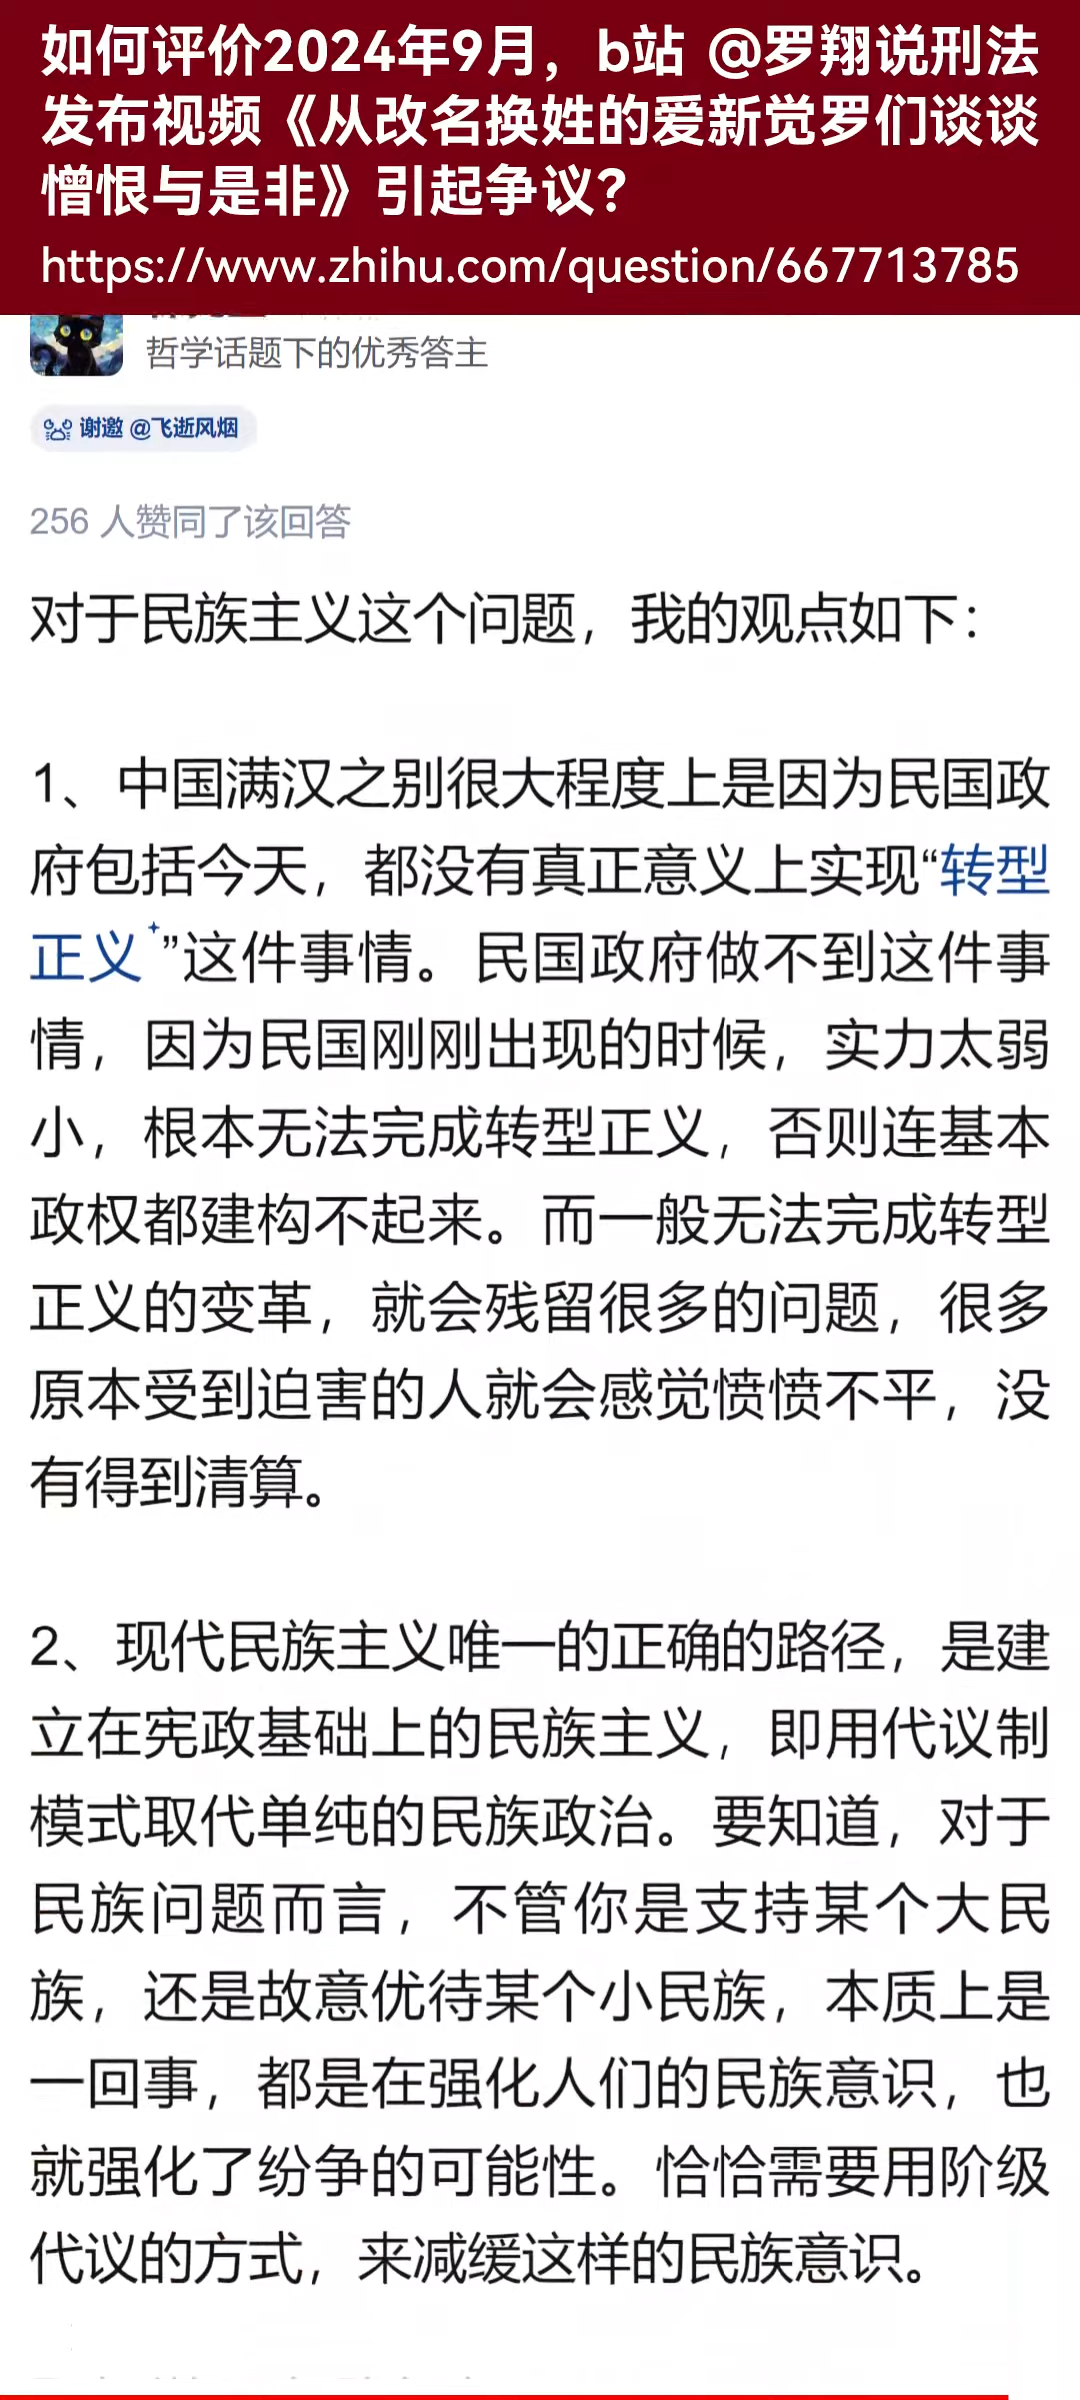 如何评价2024年9月，b站 @罗翔说刑法
发布视频《从改名换姓的爱新觉罗们谈谈
憎恨与是非》引起争议？
https://www.zhihu.com/question/667713785
哲学话题下的优秀答主
谢邀 @飞逝风烟
256 人赞同了该回答
对于民族主义这个问题，我的观点如下：
1、中国满汉之别很大程度上是因为民国政
府包括今天，都没有真正意义上实现“转型
正义”这件事情。民国政府做不到这件事
情，因为民国刚刚出现的时候，实力太弱
小，根本无法完成转型正义，否则连基本
政权都建构不起来。而一般无法完成转型
正义的变革，就会残留很多的问题，很多
原本受到迫害的人就会感觉愤愤不平，没
有得到清算。
2、现代民族主义唯一的正确的路径，是建
立在宪政基础上的民族主义，即用代议制
模式取代单纯的民族政治。要知道，对于
民族问题而言，不管你是支持某个大民
族，还是故意优待某个小民族，本质上是
一回事，都是在强化人们的民族意识，也
就强化了纷争的可能性。恰恰需要用阶级
代议的方式，来减缓这样的民族意识。